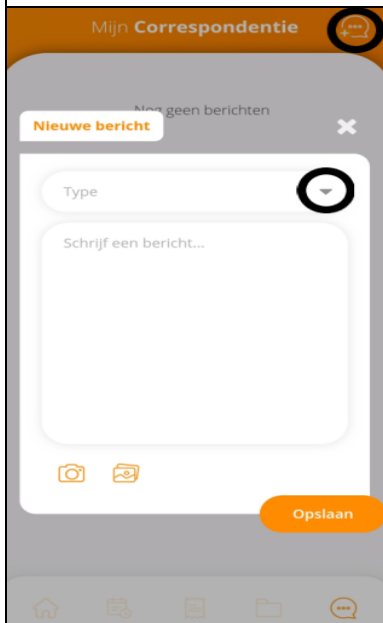 Mijn Correspondentie
Nog geen berichten
Nieuwe bericht
Type
Schrijf een bericht...
Opslaan